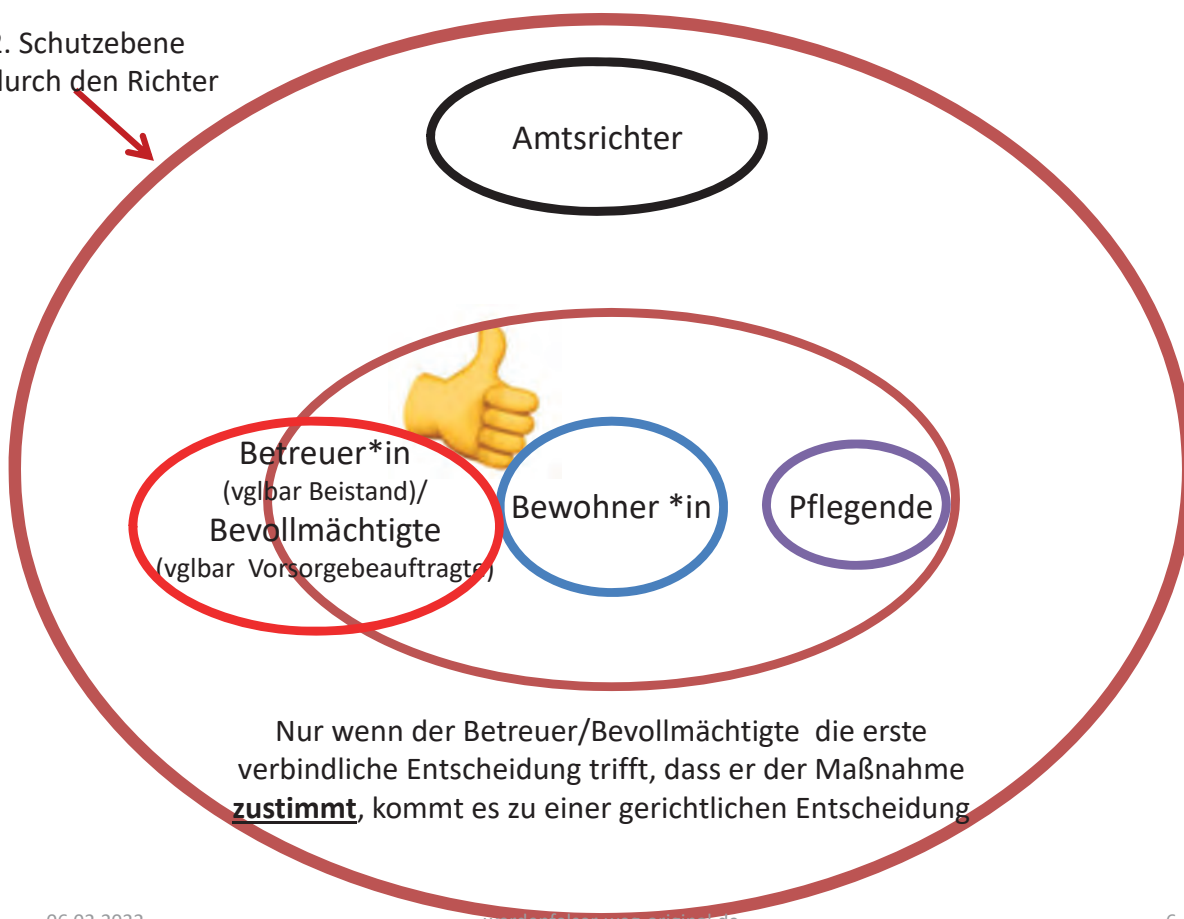 2. Schutzebene
durch den Richter
Amtsrichter
Betreuer*in
(vglbar Beistand)/
Bevollmächtigte
(vglbar Vorsorgebeauftragte)
Bewohner *in
Pflegende
Nur wenn der Betreuer/Bevollmächtigte die erste
verbindliche Entscheidung trifft, dass er der Maßnahme
zustimmt, kommt es zu einer gerichtlichen Entscheidung